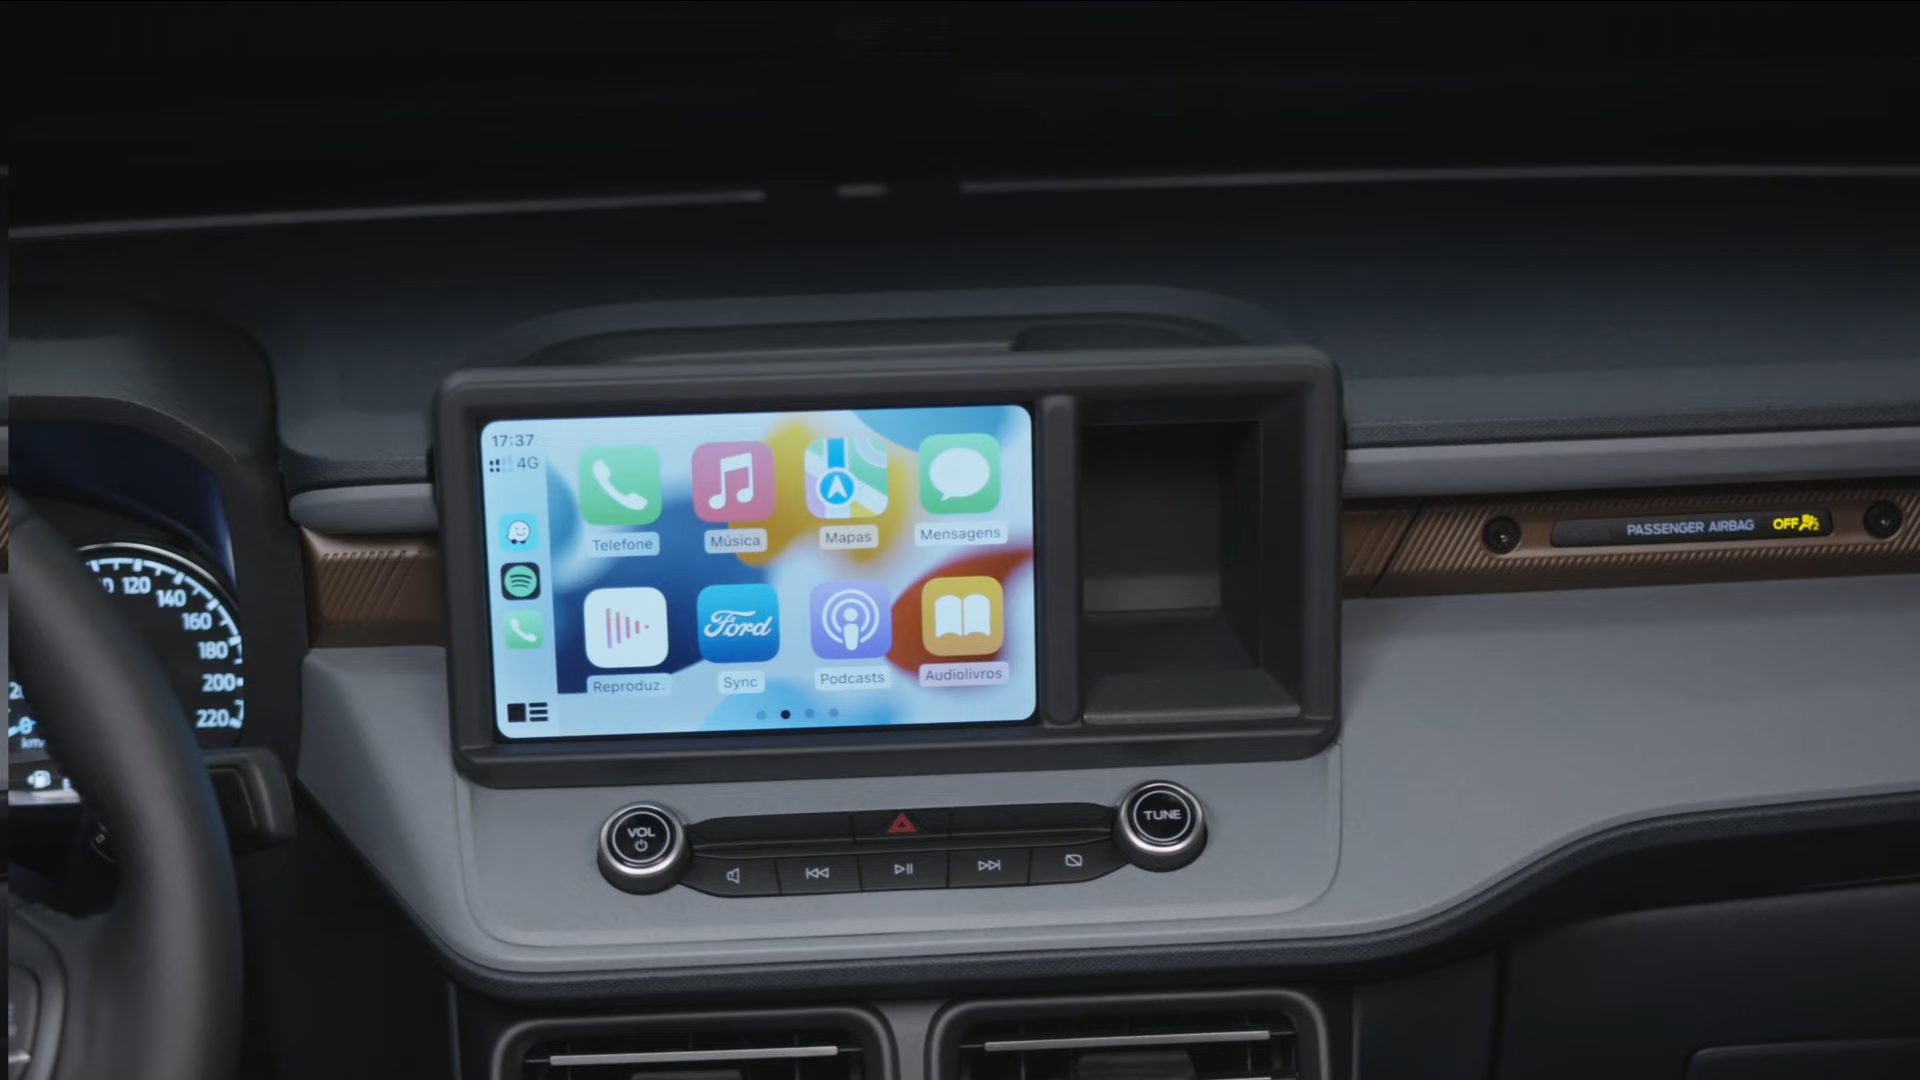 17:37
4G
Telefone
Música
Mapas
Mensagens
Reproduz.
Ford
Sync
Podcasts
Audiolivros
PASSENGER AIRBAG OFF 2
120
140
160
180
200
220
km
VOL
TUNE